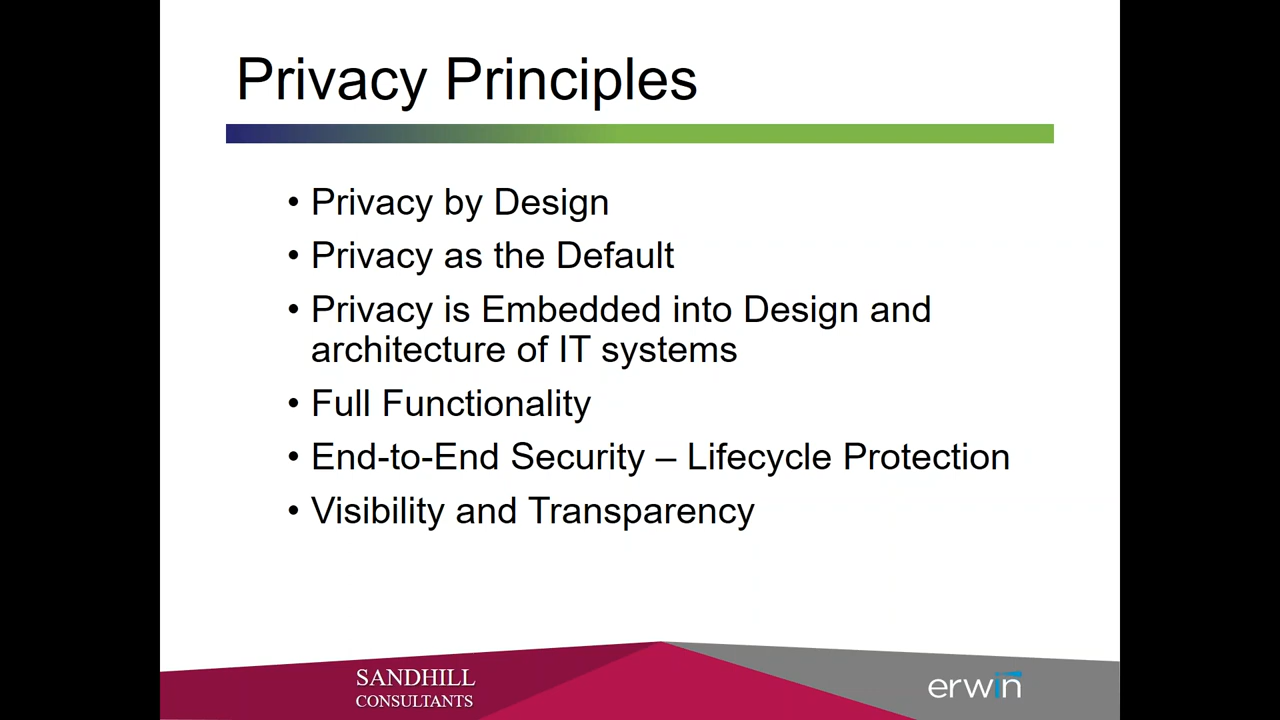 Privacy Principles
• Privacy by Design
• Privacy as the Default
• Privacy is Embedded into Design and
architecture of IT systems
• Full Functionality
• End-to-End Security – Lifecycle Protection
• Visibility and Transparency
SANDHILL
CONSULTANTS
erwin